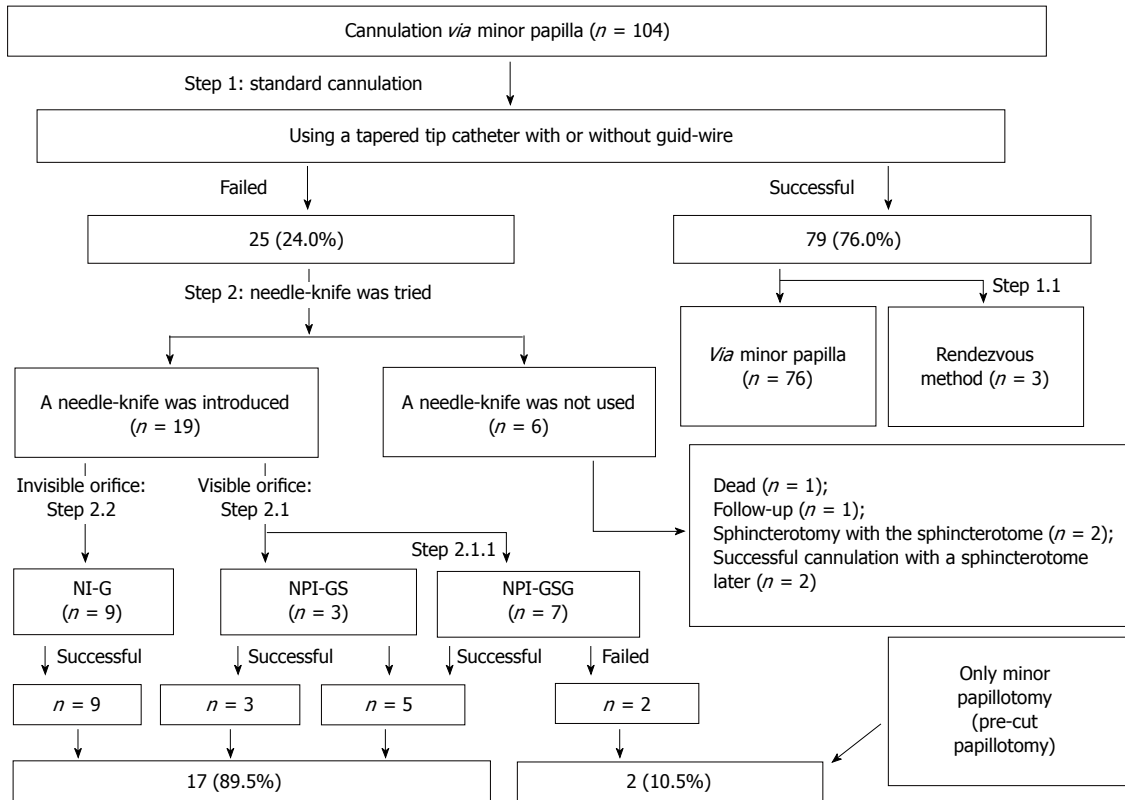 Cannulation via minor papilla (n = 104)
Step 1: standard cannulation
Using a tapered tip catheter with or without guid-wire
Failed
Successful
25 (24.0%)
79 (76.0%)
Step 2: needle-knife was tried
Step 1.1
Via minor papilla
(n = 76)
Rendezvous
method (n = 3)
A needle-knife was introduced
(n = 19)
A needle-knife was not used
(n = 6)
Invisible orifice:
Step 2.2
Visible orifice:
Step 2.1
Step 2.1.1
Dead (n = 1);
Follow-up (n = 1);
Sphincterotomy with the sphincterotome (n = 2);
Successful cannulation with a sphincterotome
later (n = 2)
NI-G
(n = 9)
NPI-GS
(n = 3)
NPI-GSG
(n = 7)
Successful
Successful
Successful
Failed
n = 9
n = 3
n = 5
n = 2
Only minor
papillotomy
(pre-cut
papillotomy)
17 (89.5%)
2 (10.5%)